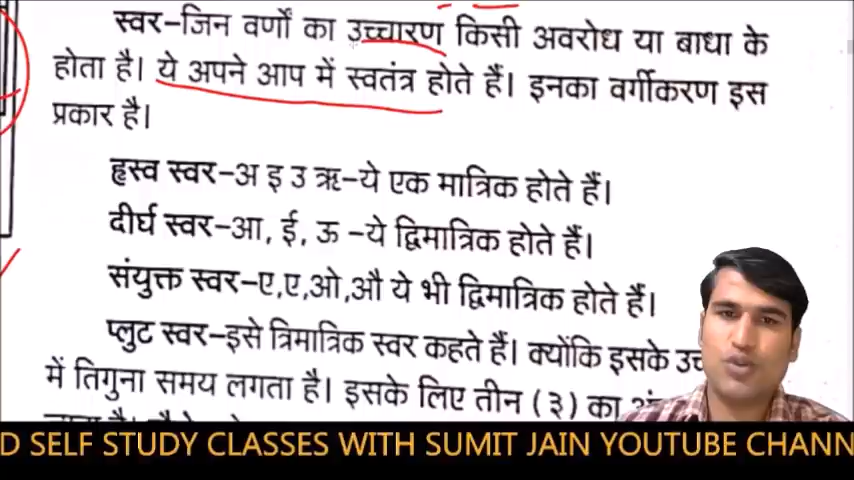 स्वर–जिन वर्णों का उच्चारण किसी अवरोध या बाधा के
होता है। ये अपने आप में स्वतंत्र होते हैं। इनका वर्गीकरण इस
प्रकार है।
ह्रस्व स्वर–अ इ उ ऋ–ये एक मात्रिक होते हैं।
दीर्घ स्वर–आ, ई, ऊ –ये द्विमात्रिक होते हैं।
संयुक्त स्वर–ए,ए,ओ,औ ये भी द्विमात्रिक होते हैं।
प्लुट स्वर–इसे त्रिमात्रिक स्वर कहते हैं। क्योंकि इसके
में तिगुना समय लगता है। इसके लिए तीन (३) का
D SELF STUDY CLASSES WITH SUMIT JAIN YOUTUBE CHANN